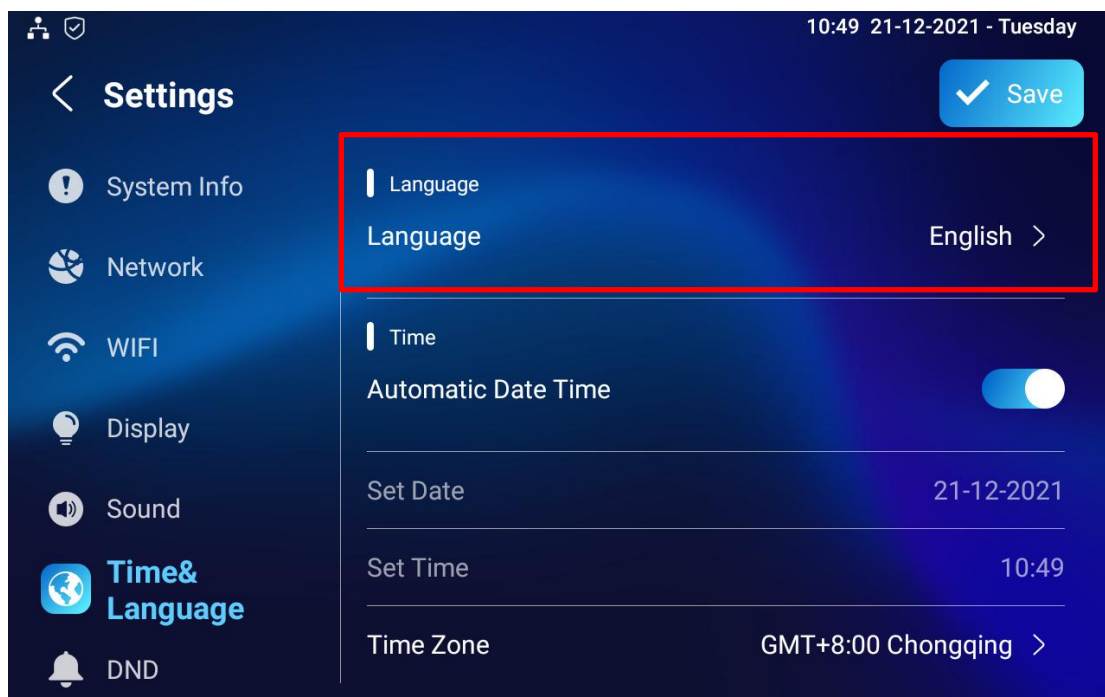 10:49 21-12-2021 - Tuesday
Settings
Save
System Info
Network
WIFI
Display
Sound
Time&
Language
DND
Language
Language English
Time
Automatic Date Time
Set Date 21-12-2021
Set Time 10:49
Time Zone GMT+8:00 Chongqing